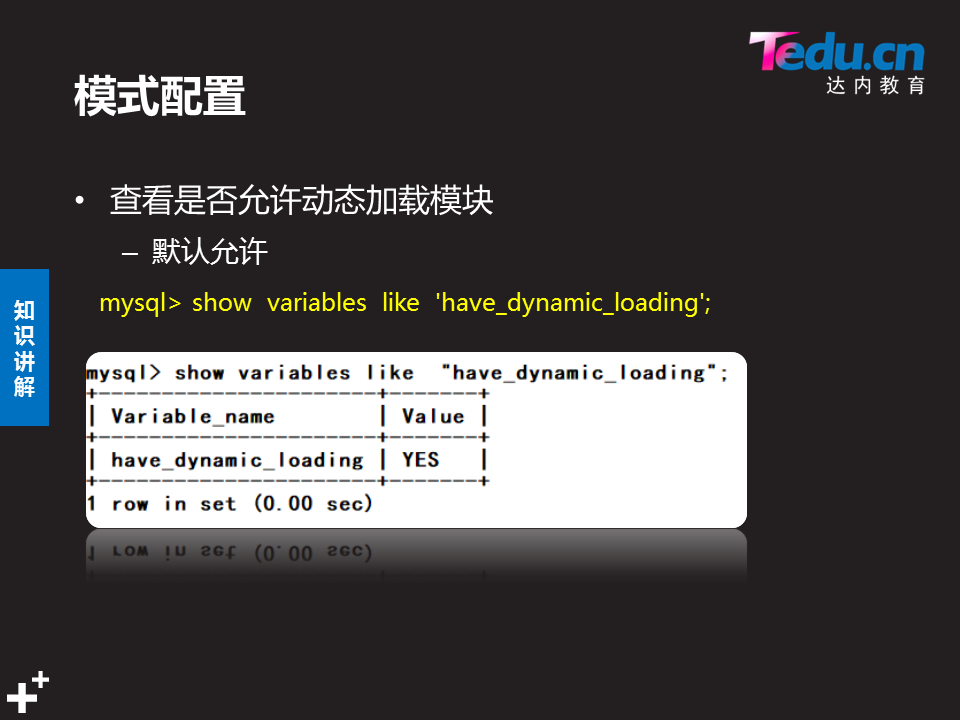 Tedu.cn
达内教育
模式配置
• 查看是否允许动态加载模块
– 默认允许
mysql> show variables like 'have_dynamic_loading';
知识讲解
mysql> show variables like "have_dynamic_loading";
+----------------------+-------+
| Variable_name        | Value |
+----------------------+-------+
| have_dynamic_loading | YES   |
+----------------------+-------+
1 row in set (0.00 sec)